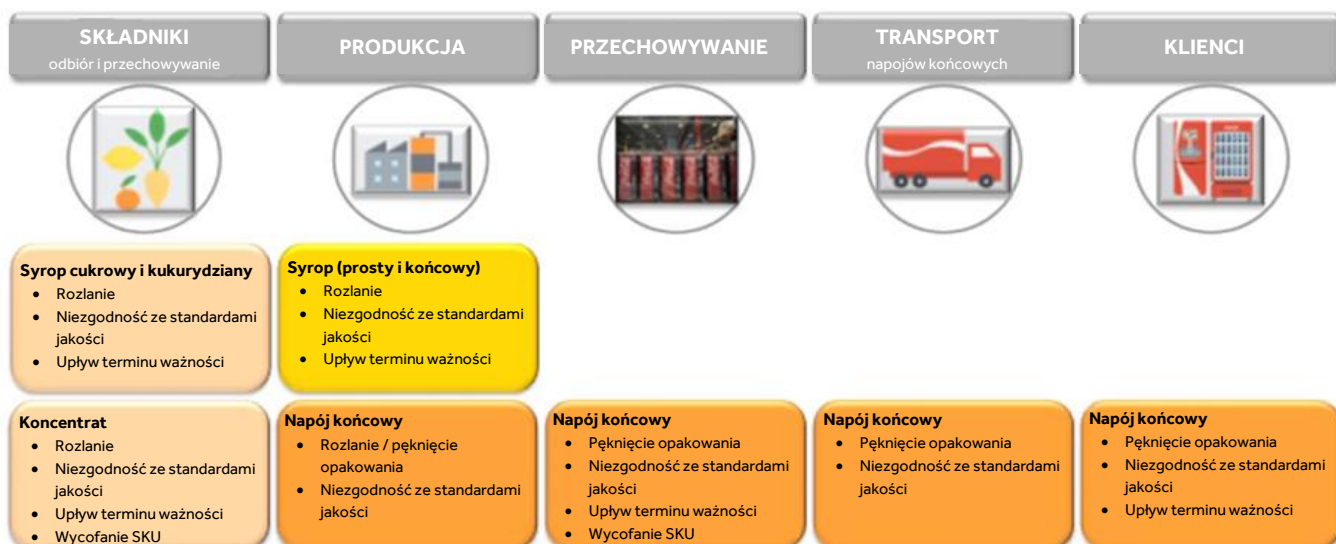 SKŁADNIKI
odbiór i przechowywanie
PRODUKCJA
PRZECHOWYWANIE
TRANSPORT
napojów końcowych
KLIENCI
Syrop cukrowy i kukurydziany
• Rozlanie
• Niezgodność ze standardami
jakości
• Upływ terminu ważności
Syrop (prosty i końcowy)
• Rozlanie
• Niezgodność ze standardami
jakości
• Upływ terminu ważności
Koncentrat
• Rozlanie
• Niezgodność ze standardami
jakości
• Upływ terminu ważności
• Wycofanie SKU
Napój końcowy
• Rozlanie / pęknięcie
opakowania
• Niezgodność ze standardami
jakości
Napój końcowy
• Pęknięcie opakowania
• Niezgodność ze standardami
jakości
• Upływ terminu ważności
• Wycofanie SKU
Napój końcowy
• Pęknięcie opakowania
• Niezgodność ze standardami
jakości
Napój końcowy
• Pęknięcie opakowania
• Niezgodność ze standardami
jakości
• Upływ terminu ważności